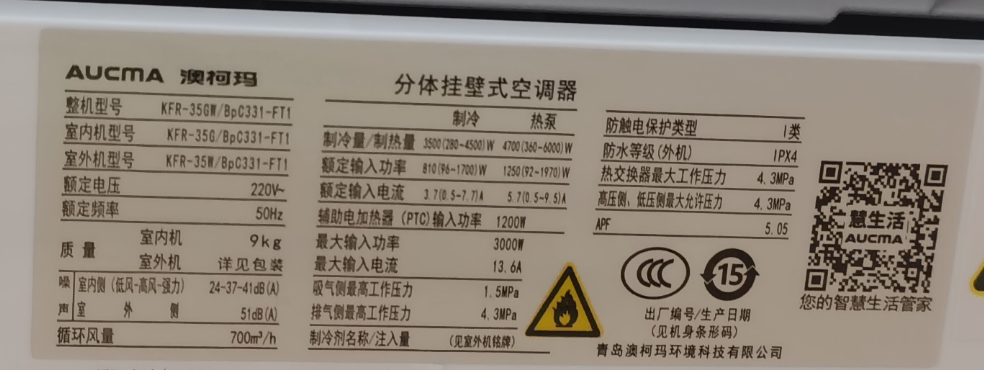 AUCMA 澳柯玛
整机型号 KFR-35GW/BpC331-FT1
室内机型号 KFR-35G/BpC331-FT1
室外机型号 KFR-35W/BpC331-FT1
额定电压 220V~
额定频率 50Hz
质量 室内机 9kg
室外机 详见包装
噪声 室内侧 (低风-高风-强力) 24-37-41dB(A)
室外侧 51dB(A)
循环风量 700m³/h
分体挂壁式空调器
制冷 热泵
制冷量/制热量 3500(280-4500)W 4700(360-6000)W
额定输入功率 810(96-1700)W 1250(92-1970)W
额定输入电流 3.7(0.5-7.7)A 5.7(0.5-9.5)A
辅助电加热器 (PTC) 输入功率 1200W
最大输入功率 3000W
最大输入电流 13.6A
吸气侧最高工作压力 1.5MPa
排气侧最高工作压力 4.3MPa
制冷剂名称/注入量 (见室外机铭牌)
防触电保护类型 I类
防水等级(外机) IPX4
热交换器最大工作压力 4.3MPa
高压侧、低压侧最大允许压力 4.3MPa
APF 5.05
CCC
15
出厂编号/生产日期
(见机身条形码)
青岛澳柯玛环境科技有限公司
慧生活
AUCMA
您的智慧生活管家